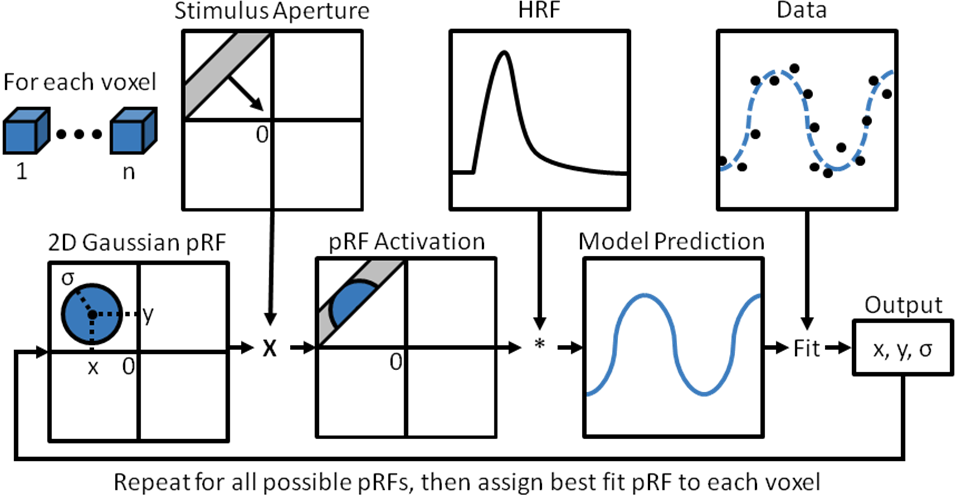 Stimulus Aperture
HRF
Data
For each voxel
1
n
0
2D Gaussian pRF
pRF Activation
Model Prediction
σ
y
x
0
X
0
*
Fit
Output
x, y, σ
Repeat for all possible pRFs, then assign best fit pRF to each voxel